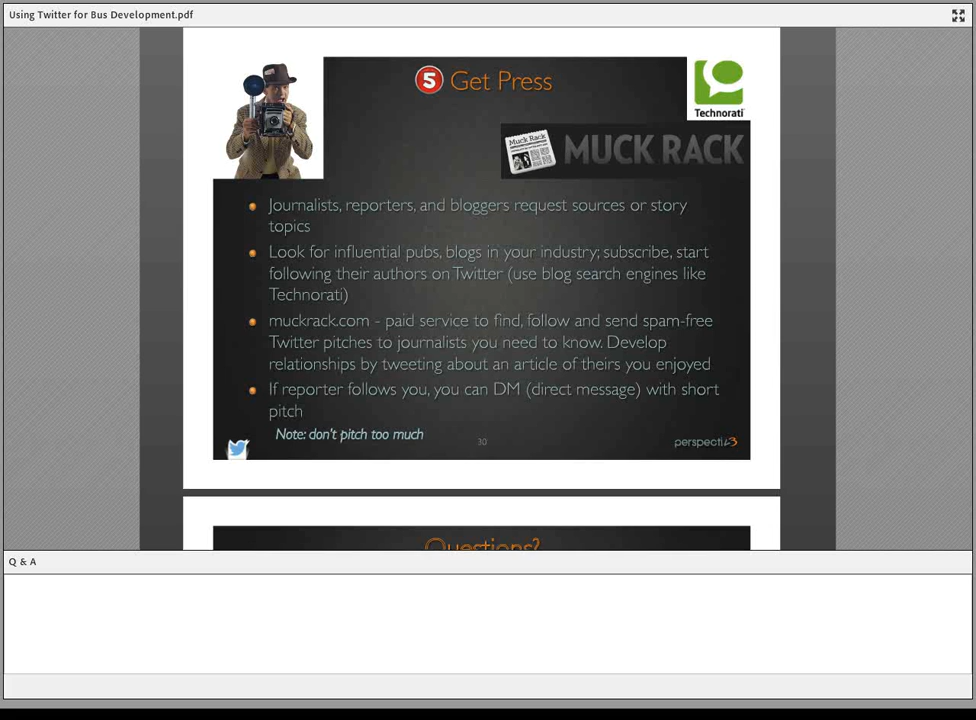 Using Twitter for Bus Development.pdf
5 Get Press
Technorati
Muck Rack
MUCK RACK
Journalists, reporters, and bloggers request sources or story
topics
Look for influential pubs, blogs in your industry; subscribe, start
following their authors on Twitter (use blog search engines like
Technorati)
muckrack.com - paid service to find, follow and send spam-free
Twitter pitches to journalists you need to know. Develop
relationships by tweeting about an article of theirs you enjoyed
If reporter follows you, you can DM (direct message) with short
pitch
Note: don't pitch too much
30
perspectiv3
Questions?
Q & A